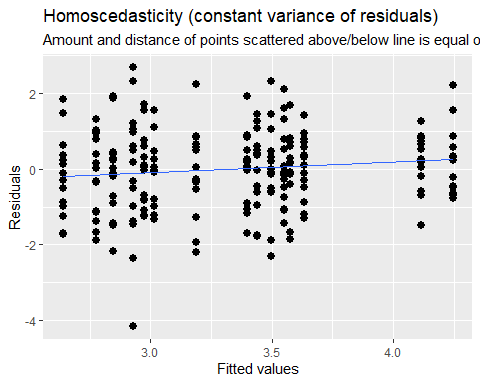 Homoscedasticity (constant variance of residuals)
Amount and distance of points scattered above/below line is equal o
2
0
-2
-4
Residuals
3.0 3.5 4.0
Fitted values